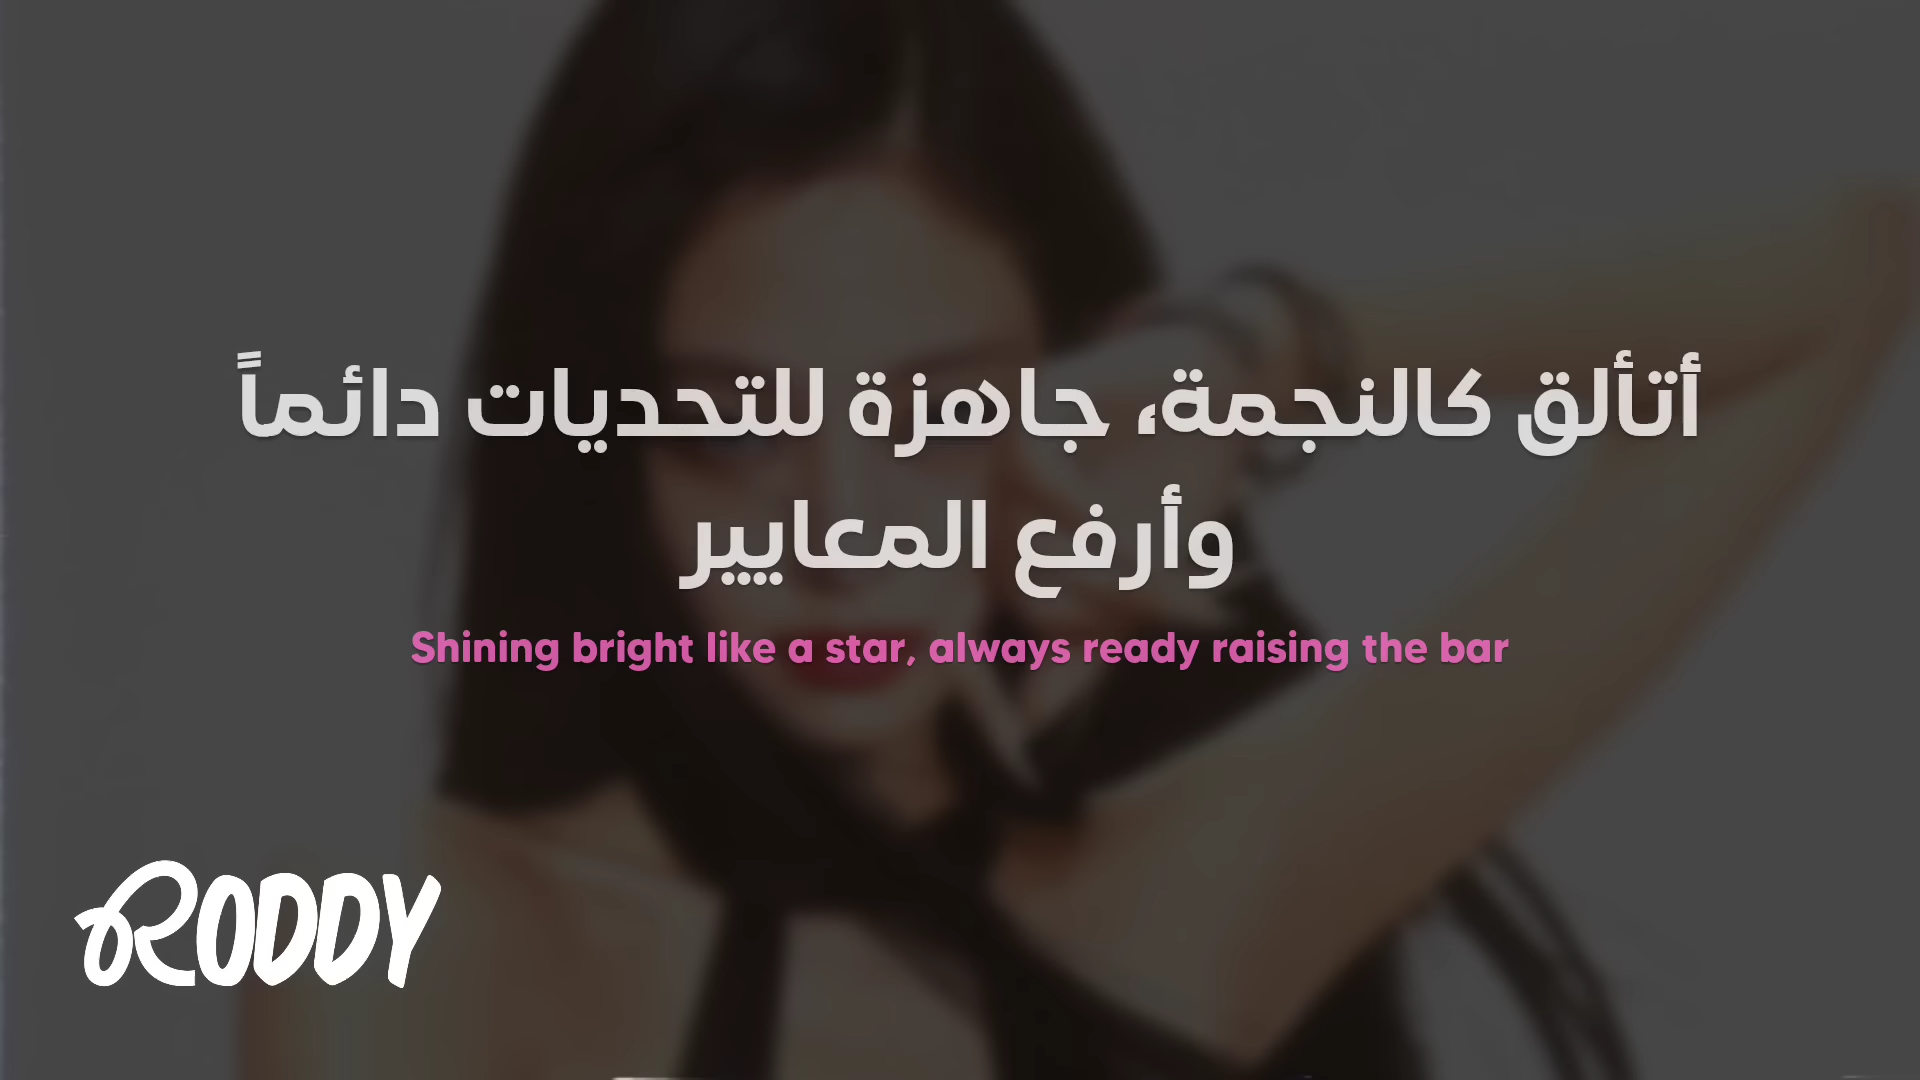 أتألق كالنجمة، جاهزة للتحديات دائماً
وأرفع المعايير
Shining bright like a star, always ready raising the bar
RODDY